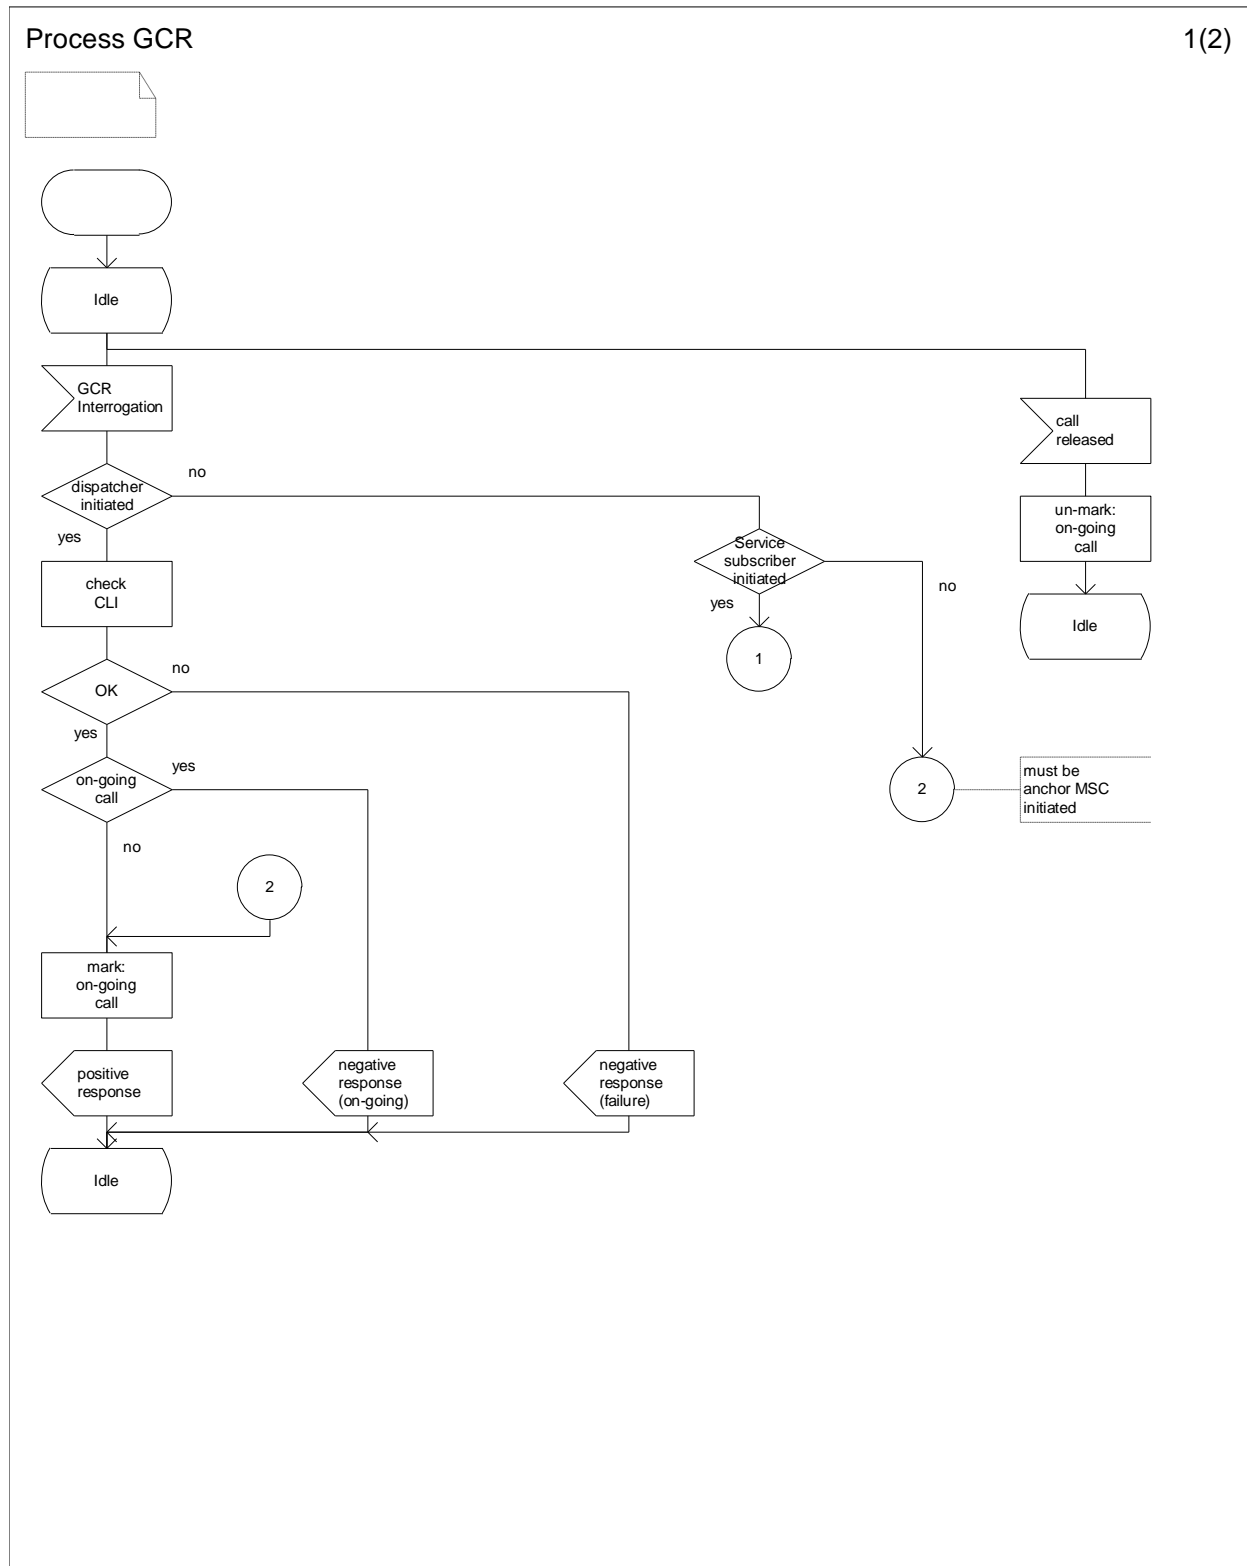 Process GCR
1(2)
Idle
GCR
Interrogation
call
released
no
dispatcher
initiated
yes
un-mark:
on-going
call
Service
subscriber
initiated
no
yes
check
CLI
Idle
1
no
OK
yes
on-going
call
yes
no
2
must be
anchor MSC
initiated
2
mark:
on-going
call
positive
response
negative
response
(on-going)
negative
response
(failure)
Idle